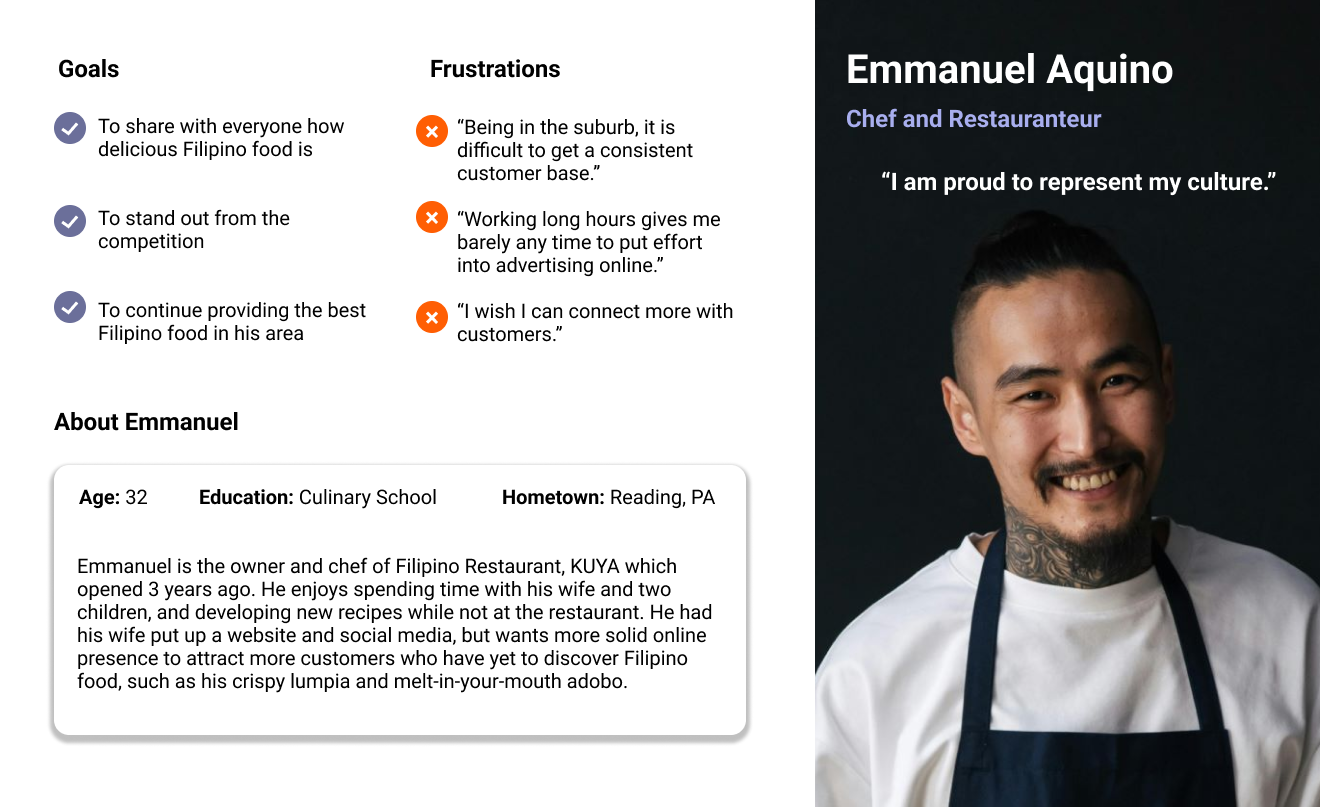 Goals
To share with everyone how
delicious Filipino food is
To stand out from the
competition
To continue providing the best
Filipino food in his area
Frustrations
“Being in the suburb, it is
difficult to get a consistent
customer base.”
“Working long hours gives me
barely any time to put effort
into advertising online.”
“I wish I can connect more with
customers.”
About Emmanuel
Age: 32 Education: Culinary School Hometown: Reading, PA
Emmanuel is the owner and chef of Filipino Restaurant, KUYA which
opened 3 years ago. He enjoys spending time with his wife and two
children, and developing new recipes while not at the restaurant. He had
his wife put up a website and social media, but wants more solid online
presence to attract more customers who have yet to discover Filipino
food, such as his crispy lumpia and melt-in-your-mouth adobo.
Emmanuel Aquino
Chef and Restauranteur
“I am proud to represent my culture.”